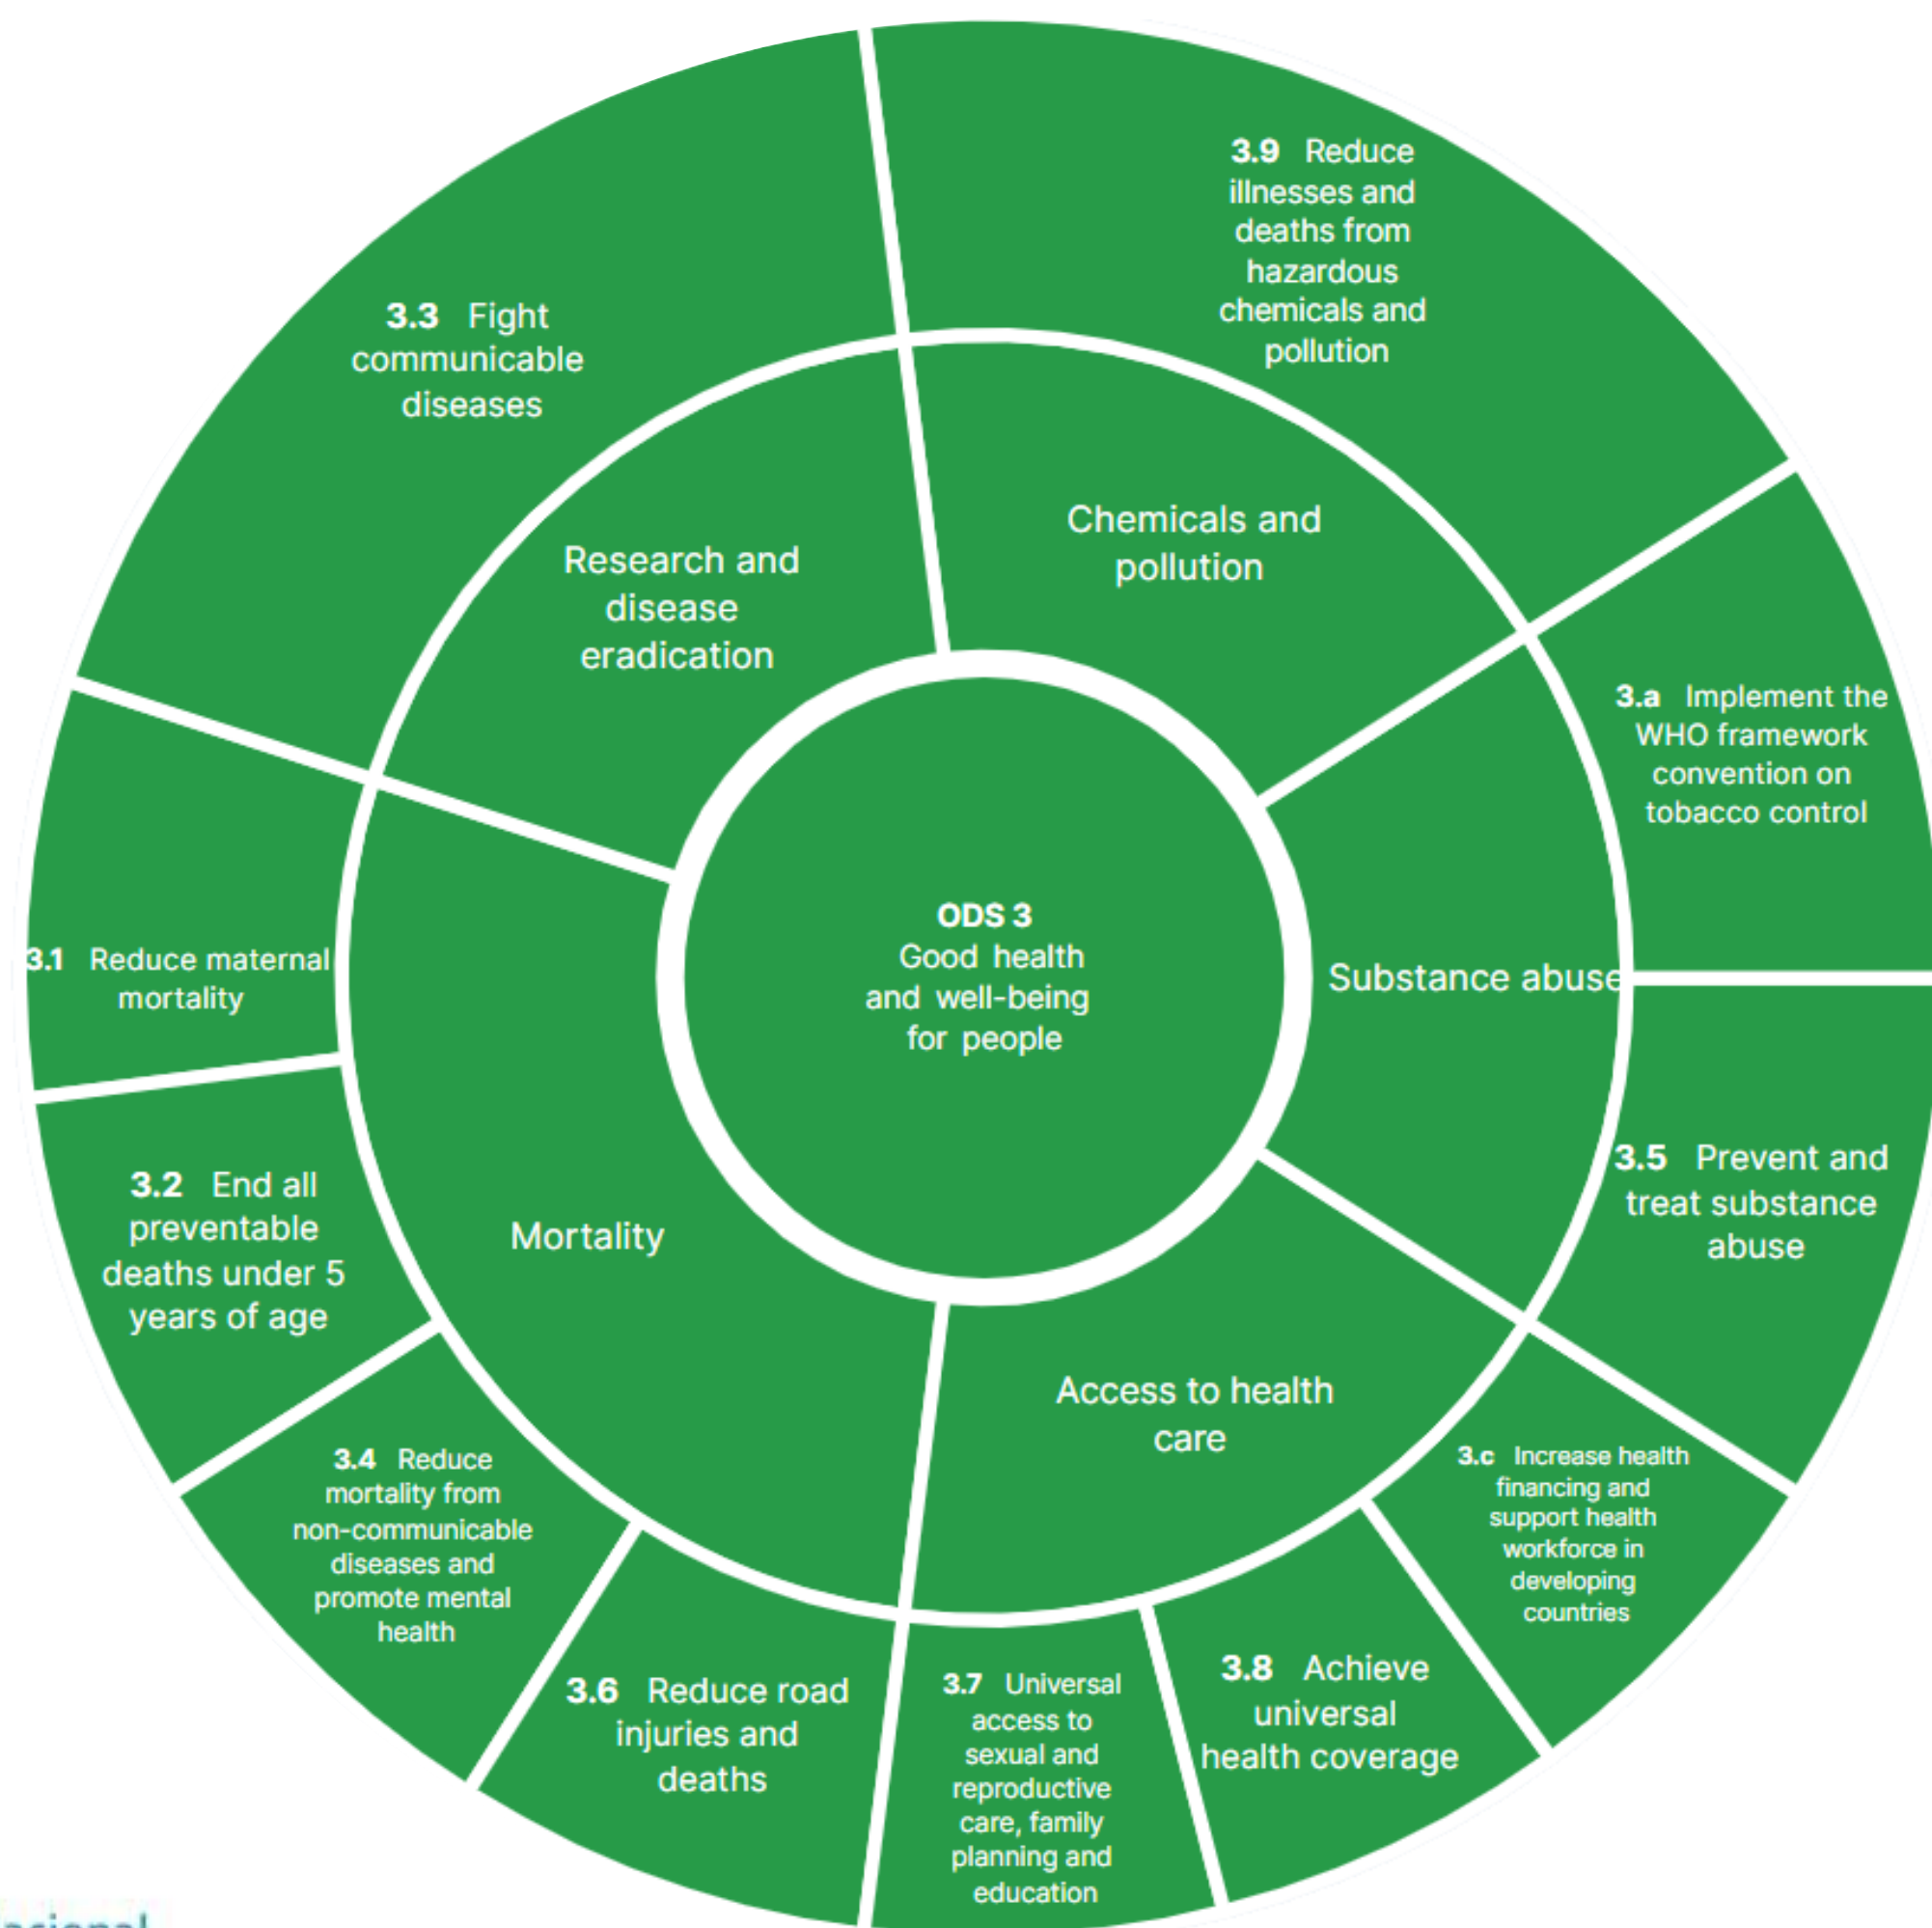 3.9 Reduce
illnesses and
deaths from
hazardous
chemicals and
pollution
3.3 Fight
communicable
diseases
Chemicals and
pollution
Research and
disease
eradication
3.a Implement the
WHO framework
convention on
tobacco control
ODS 3
Good health
and well-being
for people
Substance abuse
3.1 Reduce maternal
mortality
3.5 Prevent and
treat substance
abuse
3.2 End all
preventable
deaths under 5
years of age
Mortality
Access to health
care
3.4 Reduce
mortality from
non-communicable
diseases and
promote mental
health
3.c Increase health
financing and
support health
workforce in
developing
countries
3.6 Reduce road
injuries and
deaths
3.7 Universal
access to
sexual and
reproductive
care, family
planning and
education
3.8 Achieve
universal
health coverage